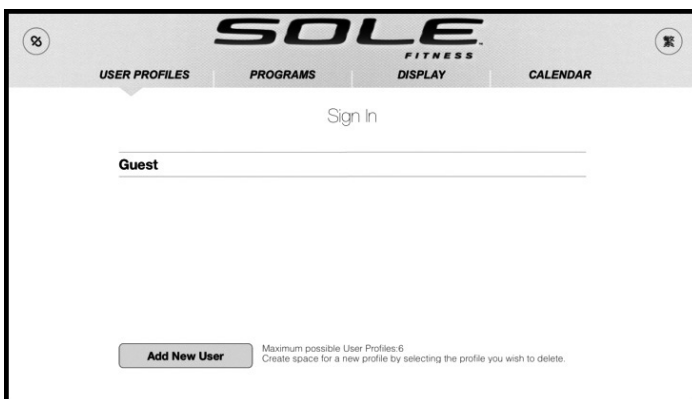 SOLE
FITNESS
繁
USER PROFILES PROGRAMS DISPLAY CALENDAR
Sign In
Guest
Add New User
Maximum possible User Profiles:6
Create space for a new profile by selecting the profile you wish to delete.